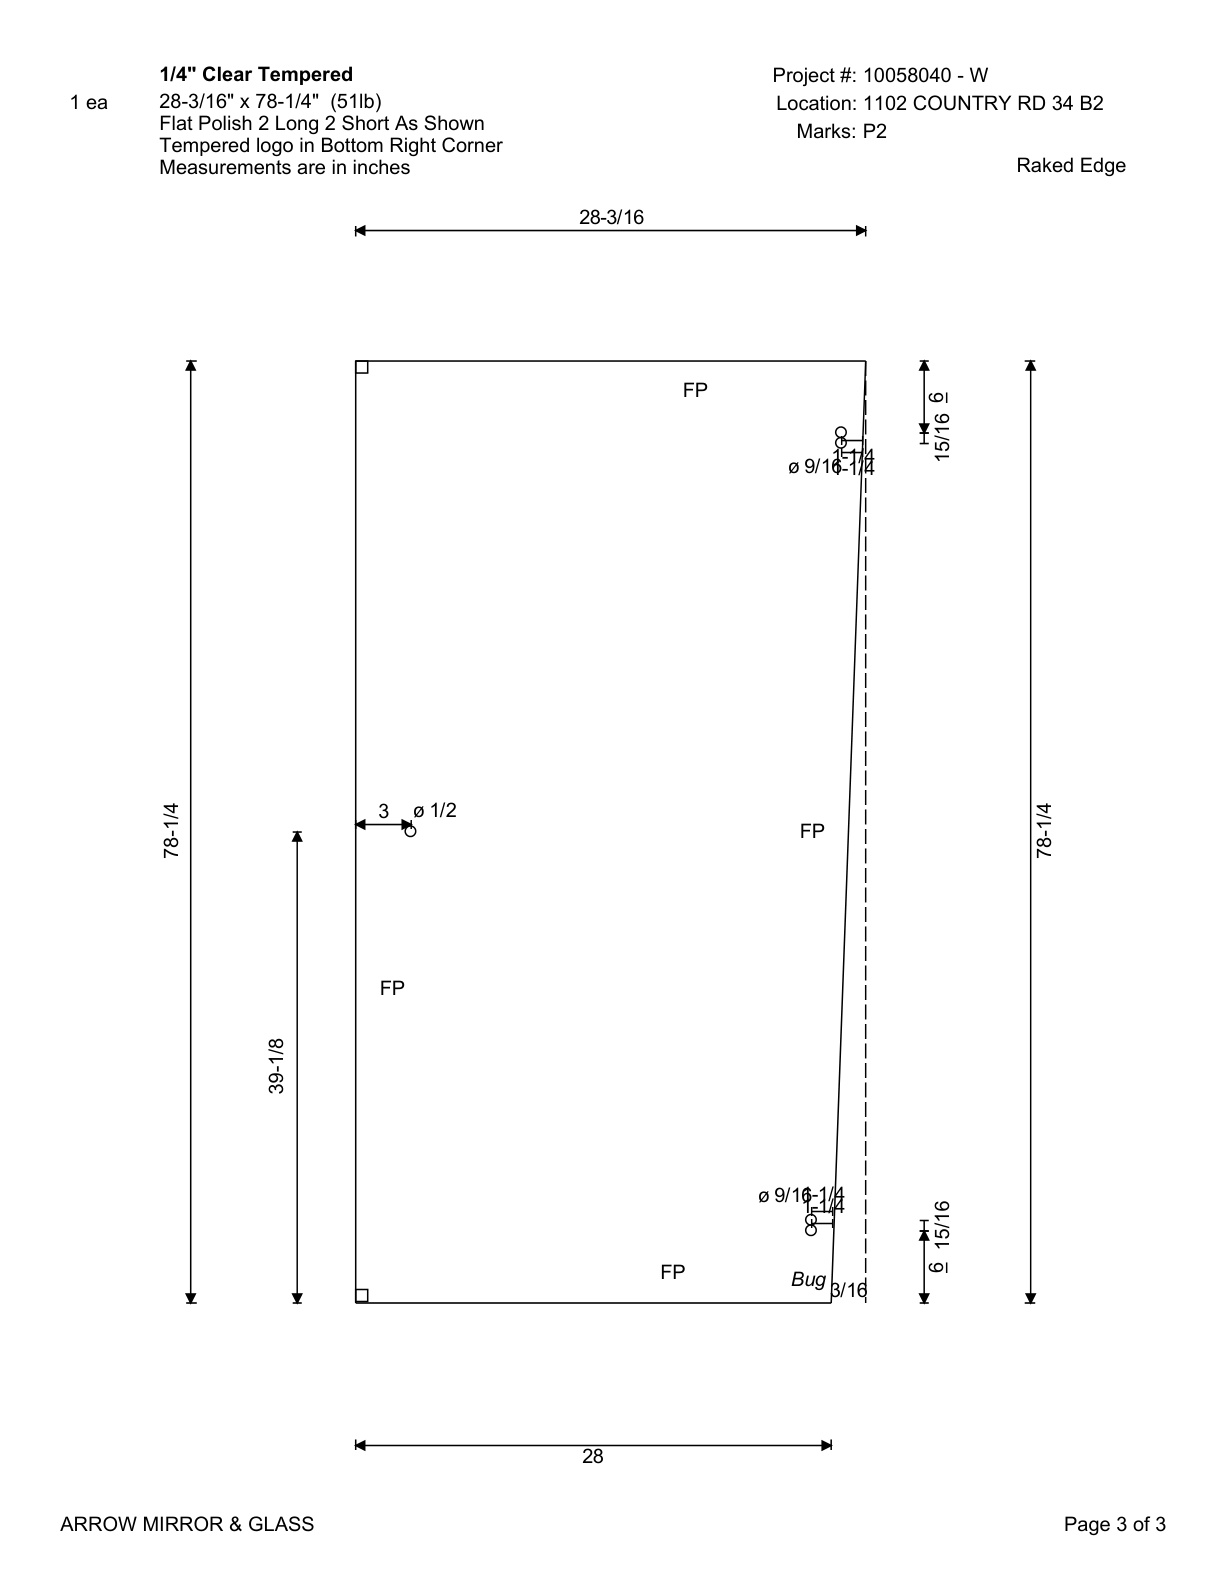 1/4" Clear Tempered
1 ea
28-3/16" x 78-1/4" (51lb)
Flat Polish 2 Long 2 Short As Shown
Tempered logo in Bottom Right Corner
Measurements are in inches
Project #: 10058040 - W
Location: 1102 COUNTRY RD 34 B2
Marks: P2
Raked Edge
28-3/16
FP
6
15/16
1-1/4
ø 9/16
1-1/4
3
ø 1/2
78-1/4
FP
78-1/4
FP
39-1/8
ø 9/16
1-1/4
1-1/4
15/16
6
FP
Bug
3/16
28
ARROW MIRROR & GLASS
Page 3 of 3